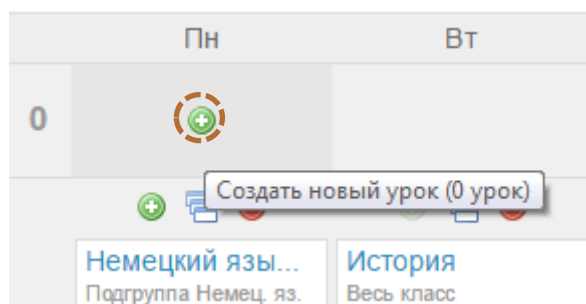 Пн Вт
0
Создать новый урок (0 урок)
Немецкий язы... История
Подгруппа Немец. яз. Весь класс